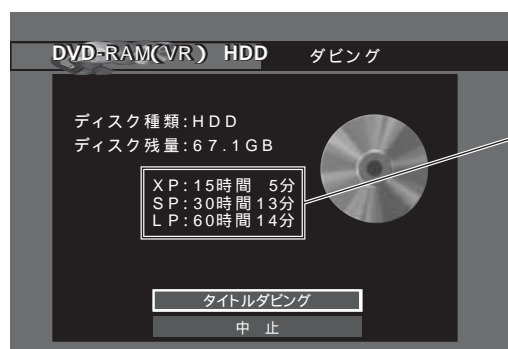 DVD-RAM(VR) HDD ダビング
ディスク種類:HDD
ディスク残量:67.1GB
XP:15時間 5分
SP:30時間13分
LP:60時間14分
タイトルダビング
中止